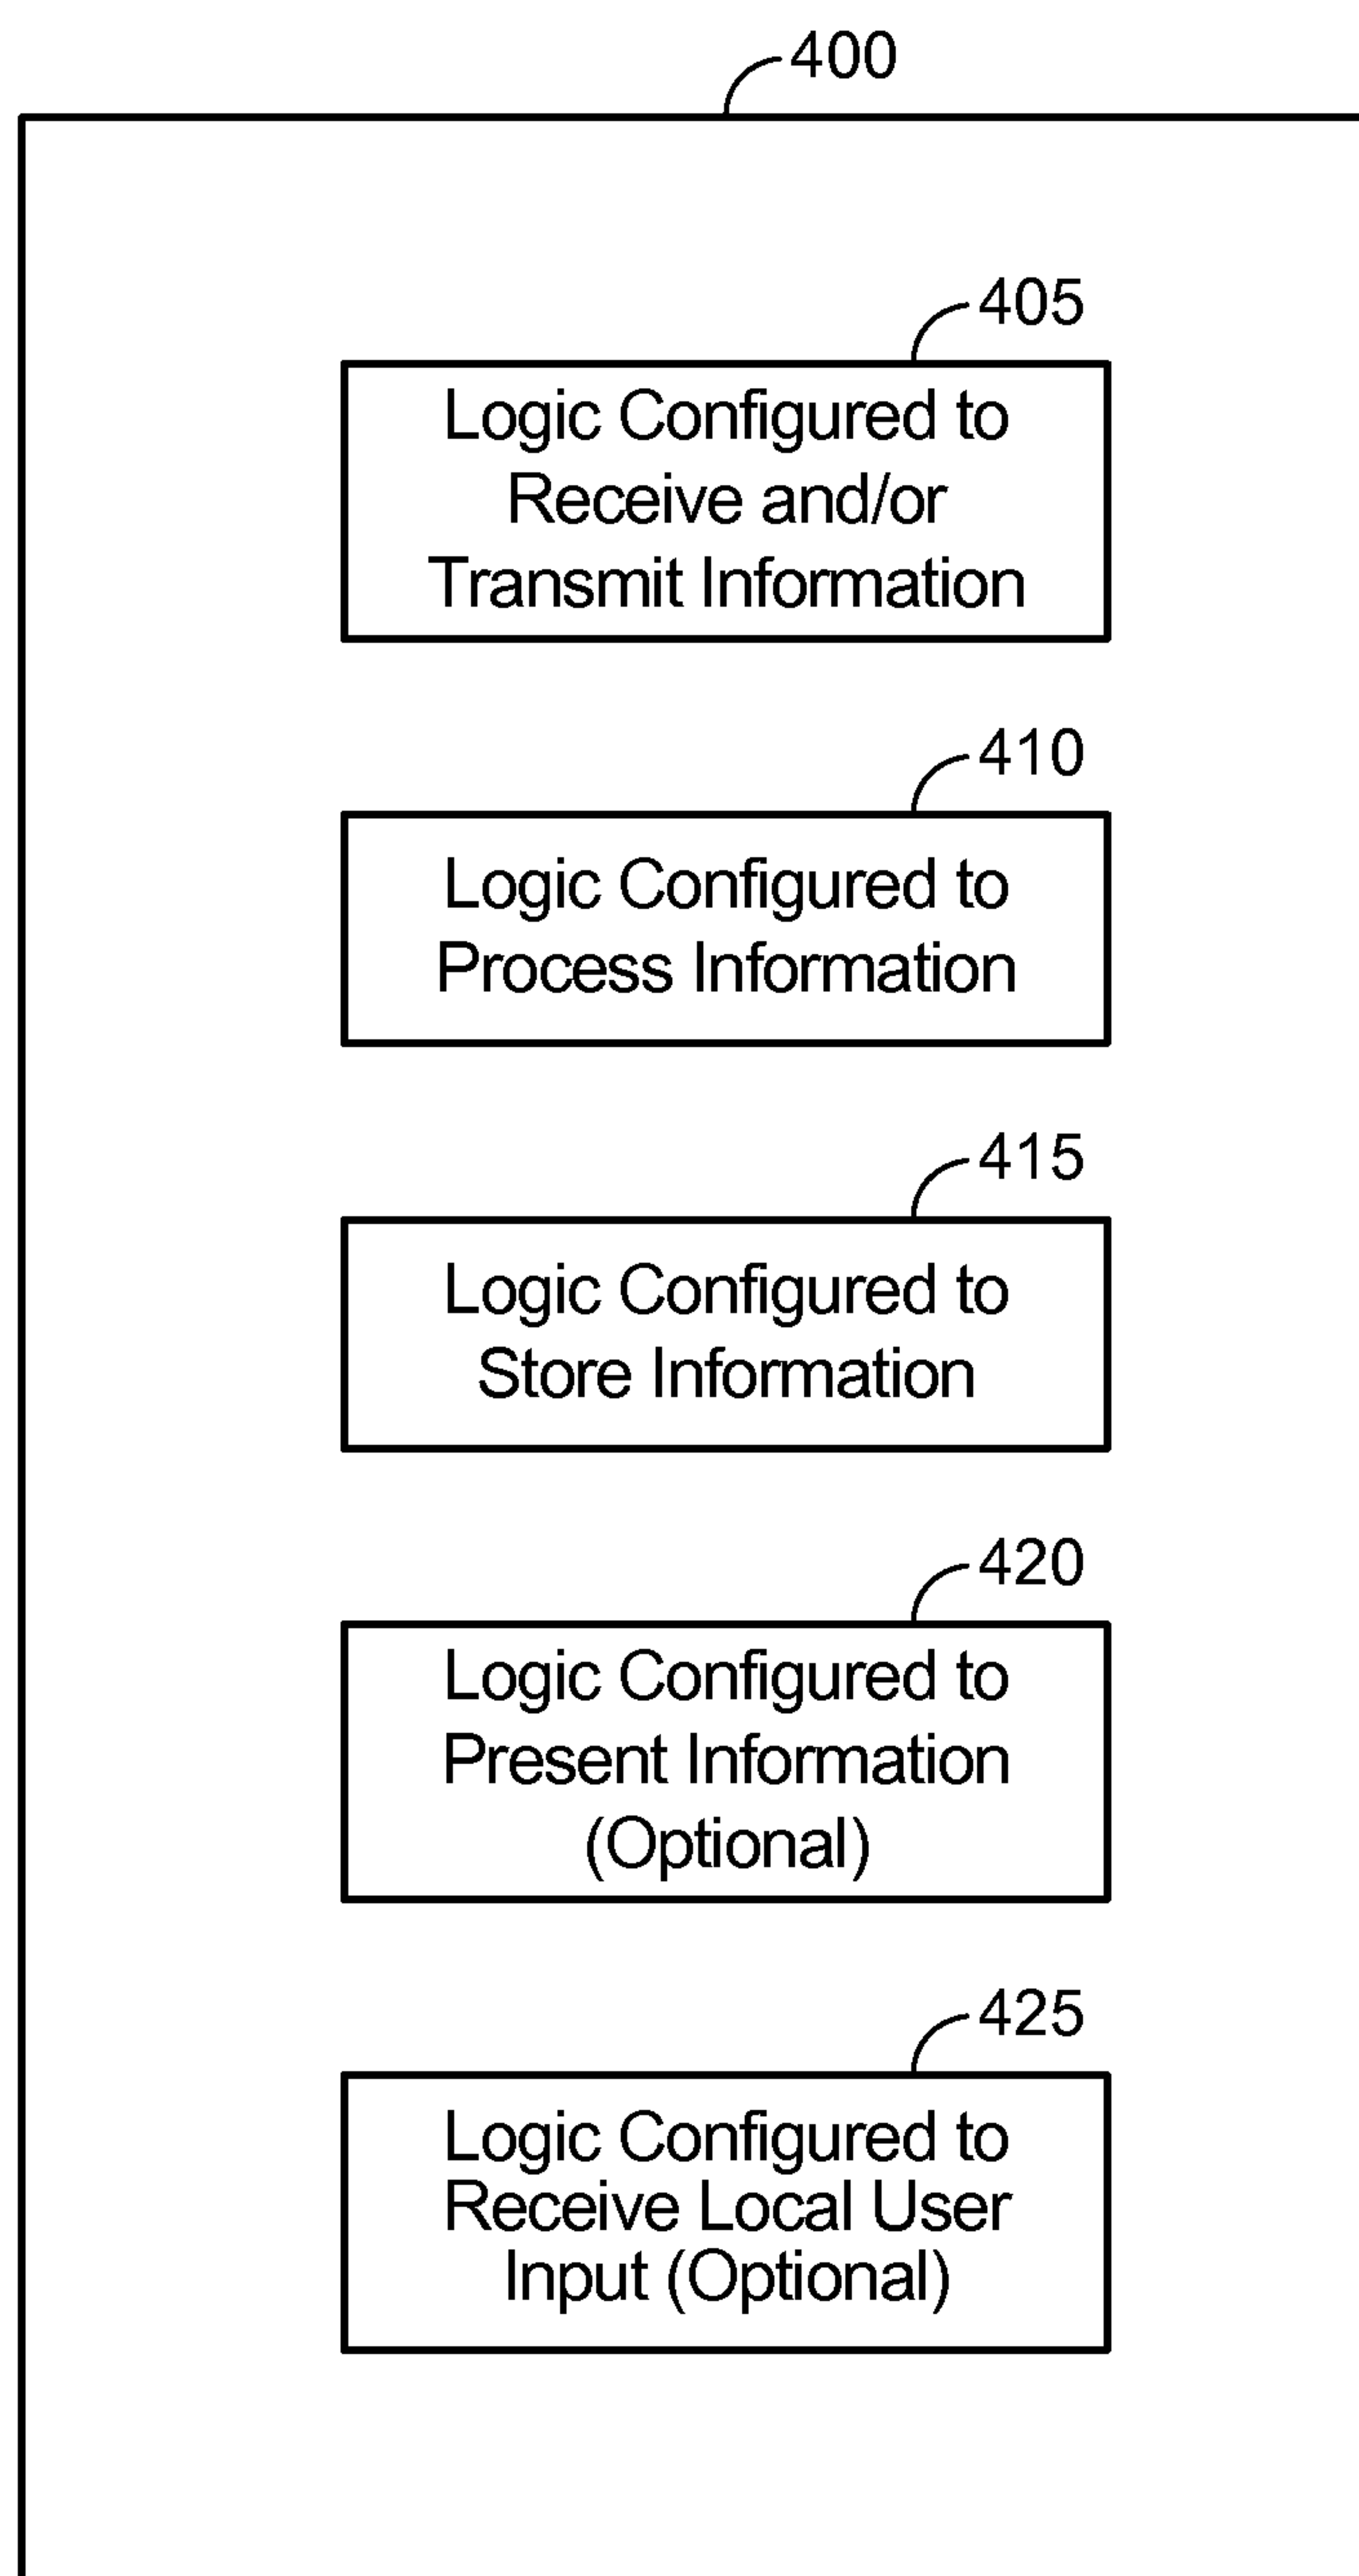 400
405
Logic Configured to
Receive and/or
Transmit Information
410
Logic Configured to
Process Information
415
Logic Configured to
Store Information
420
Logic Configured to
Present Information
(Optional)
425
Logic Configured to
Receive Local User
Input (Optional)